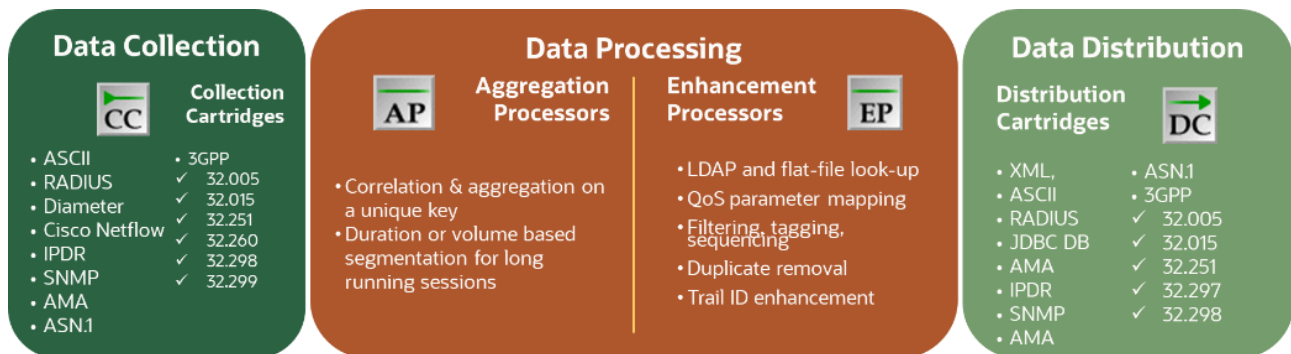 Data Collection
CC
Collection
Cartridges
• ASCII
• RADIUS
• Diameter
• Cisco Netflow
• IPDR
• SNMP
• AMA
• ASN.1
• 3GPP
✓ 32.005
✓ 32.015
✓ 32.251
✓ 32.260
✓ 32.298
✓ 32.299
Data Processing
AP
Aggregation
Processors
• Correlation & aggregation on
a unique key
• Duration or volume based
segmentation for long
running sessions
Enhancement
Processors
EP
• LDAP and flat-file look-up
• QoS parameter mapping
• Filtering, tagging,
sequencing
• Duplicate removal
• Trail ID enhancement
Data Distribution
Distribution
Cartridges
DC
• XML,
• ASCII
• RADIUS
• JDBC DB
• AMA
• IPDR
• SNMP
• AMA
• ASN.1
• 3GPP
✓ 32.005
✓ 32.015
✓ 32.251
✓ 32.297
✓ 32.298